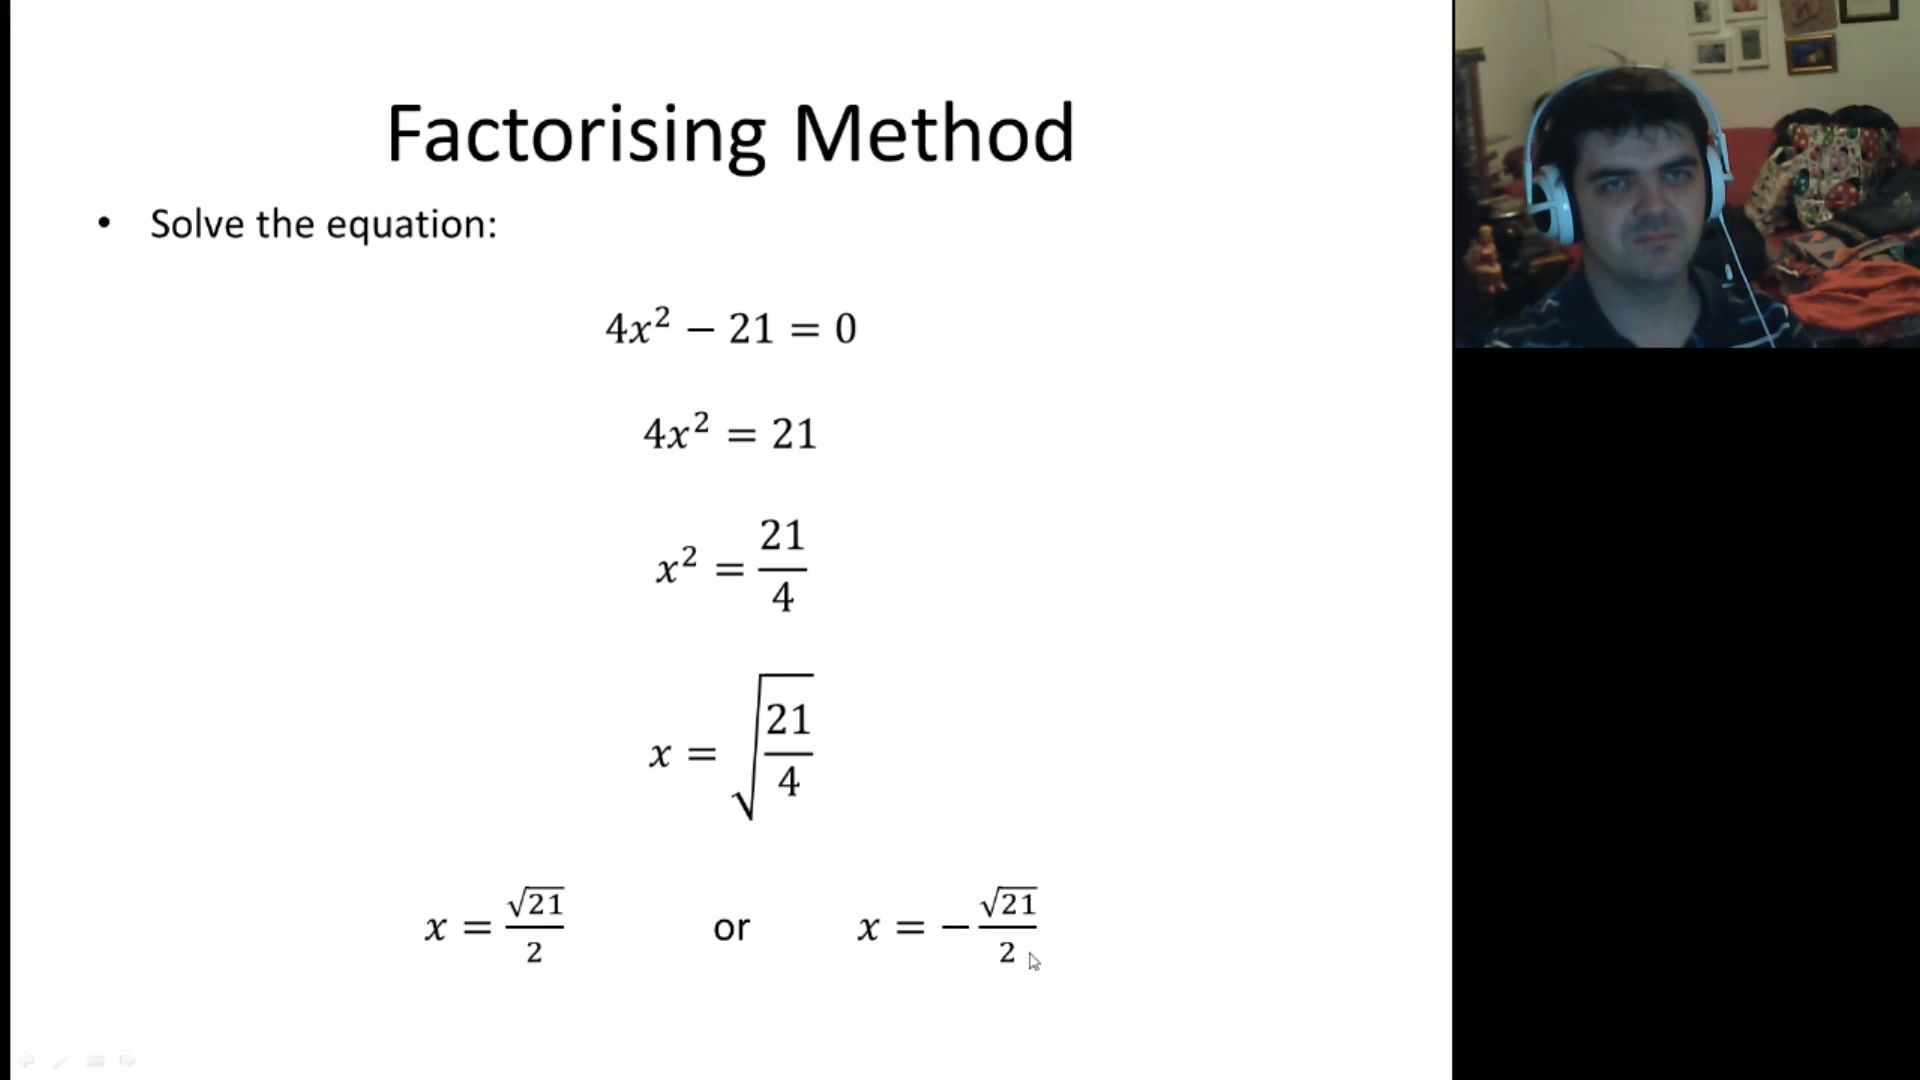 Factorising Method
• Solve the equation:
4x² − 21 = 0
4x² = 21
x² = 21/4
x = √(21/4)
x = √21/2 or x = −√21/2